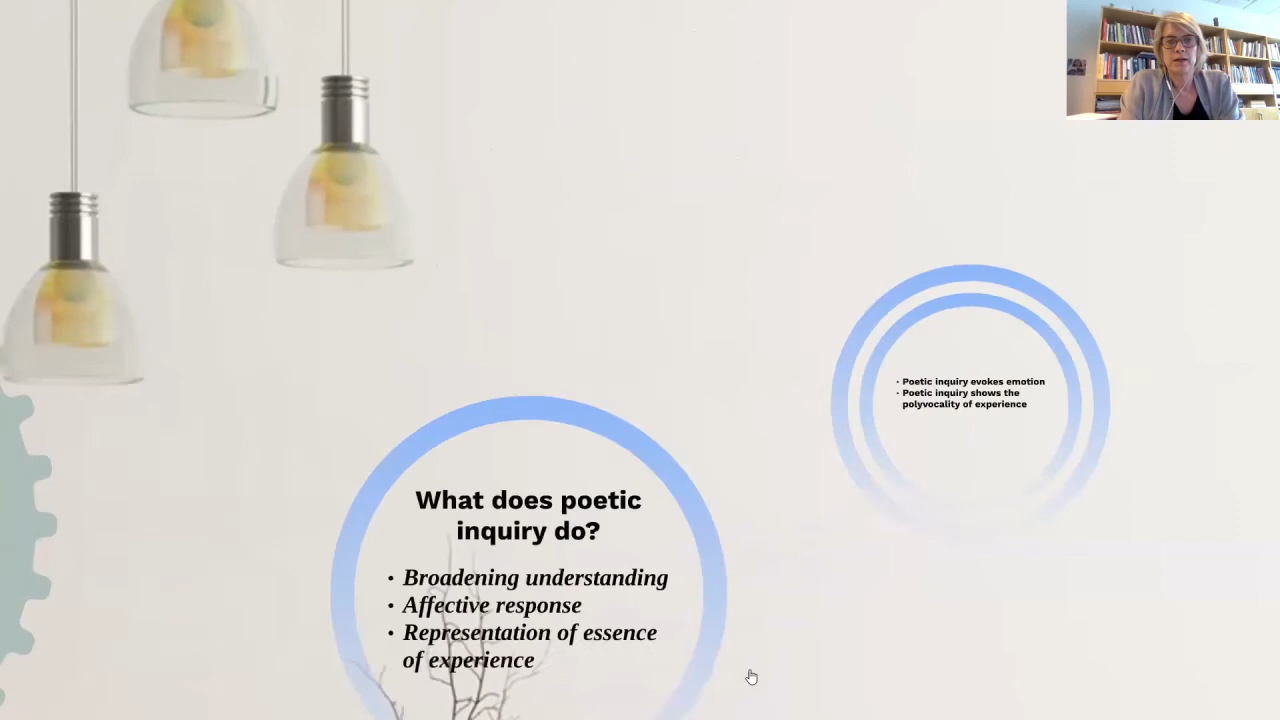 What does poetic
inquiry do?
• Broadening understanding
• Affective response
• Representation of essence
of experience
• Poetic inquiry evokes emotion
• Poetic inquiry shows the
polyvocality of experience